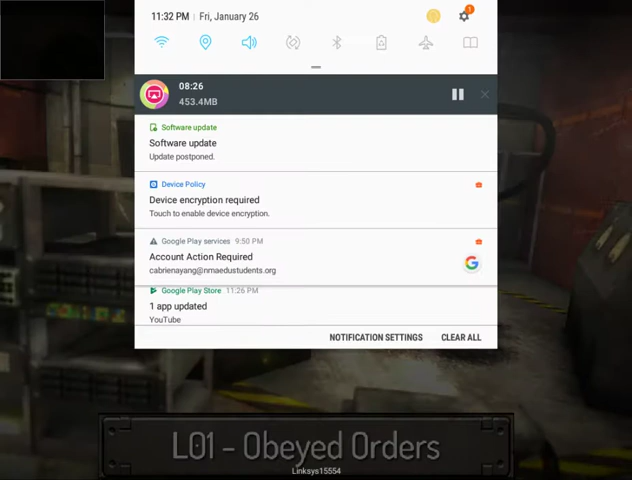 11:32 PM | Fri, January 26
1
08:26
453.4MB
Software update
Software update
Update postponed.
Device Policy
Device encryption required
Touch to enable device encryption.
Google Play services 9:50 PM
Account Action Required
cabrienayang@nmaedustudents.org
Google Play Store 11:26 PM
1 app updated
YouTube
NOTIFICATION SETTINGS CLEAR ALL
L01 - Obeyed Orders
Linksys15554